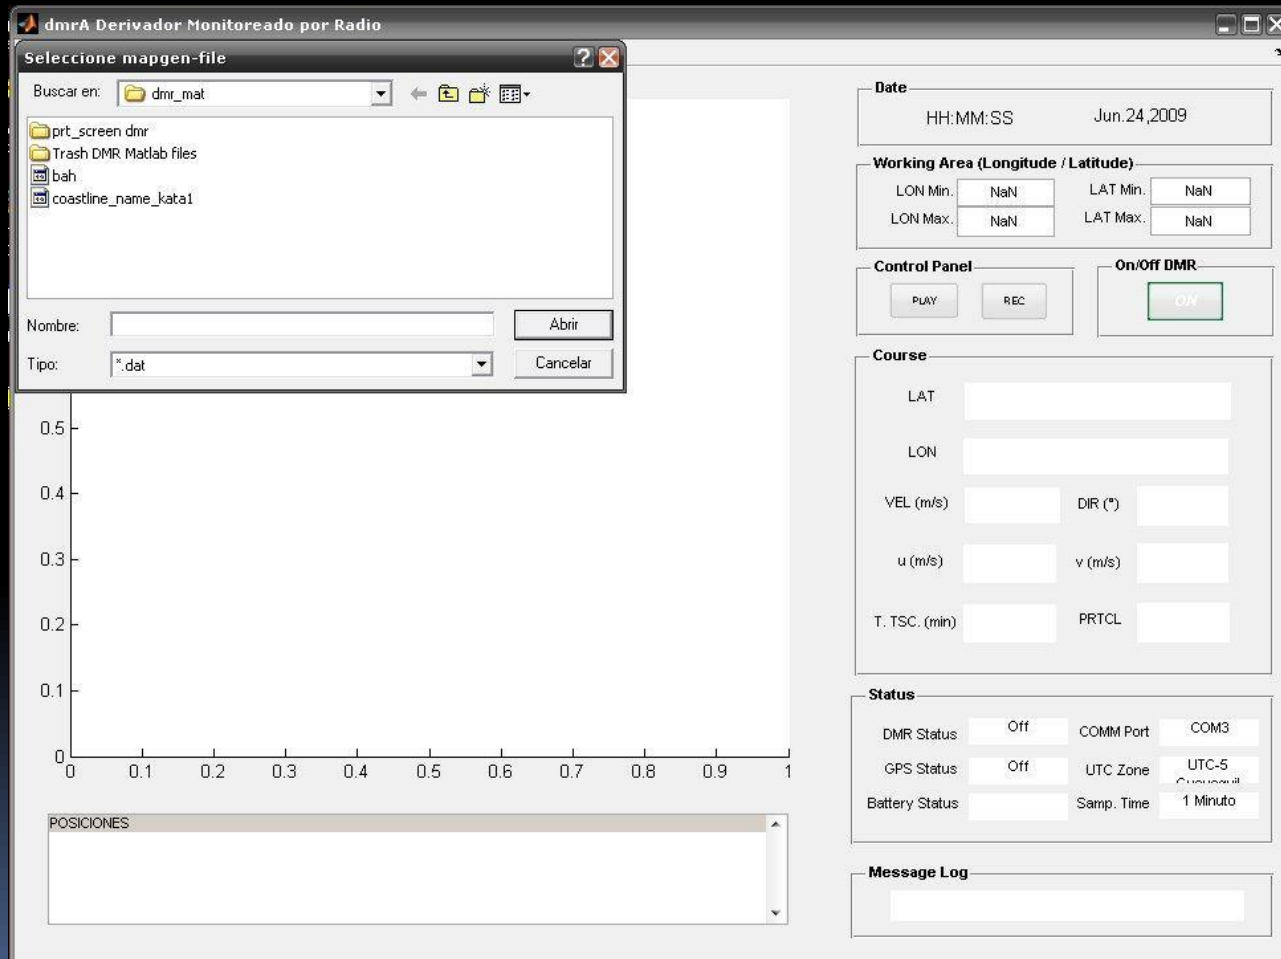 dmrA Derivador Monitoreado por Radio
Seleccione mapgen-file
Buscar en: dmr_mat
prt_screen dmr
Trash DMR Matlab files
bah
coastline_name_kata1
Nombre: Abrir
Tipo: *.dat Cancelar
0.5
0.4
0.3
0.2
0.1
0
0 0.1 0.2 0.3 0.4 0.5 0.6 0.7 0.8 0.9 1
POSICIONES
Date
HH:MM:SS Jun.24,2009
Working Area (Longitude / Latitude)
LON Min. NaN LAT Min. NaN
LON Max. NaN LAT Max. NaN
Control Panel
PLAY REC
On/Off DMR
ON
Course
LAT
LON
VEL (m/s) DIR (°)
u (m/s) v (m/s)
T. TSC. (min) PRTCL
Status
DMR Status Off COMM Port COM3
GPS Status Off UTC Zone UTC-5
Battery Status Samp. Time 1 Minuto
Message Log